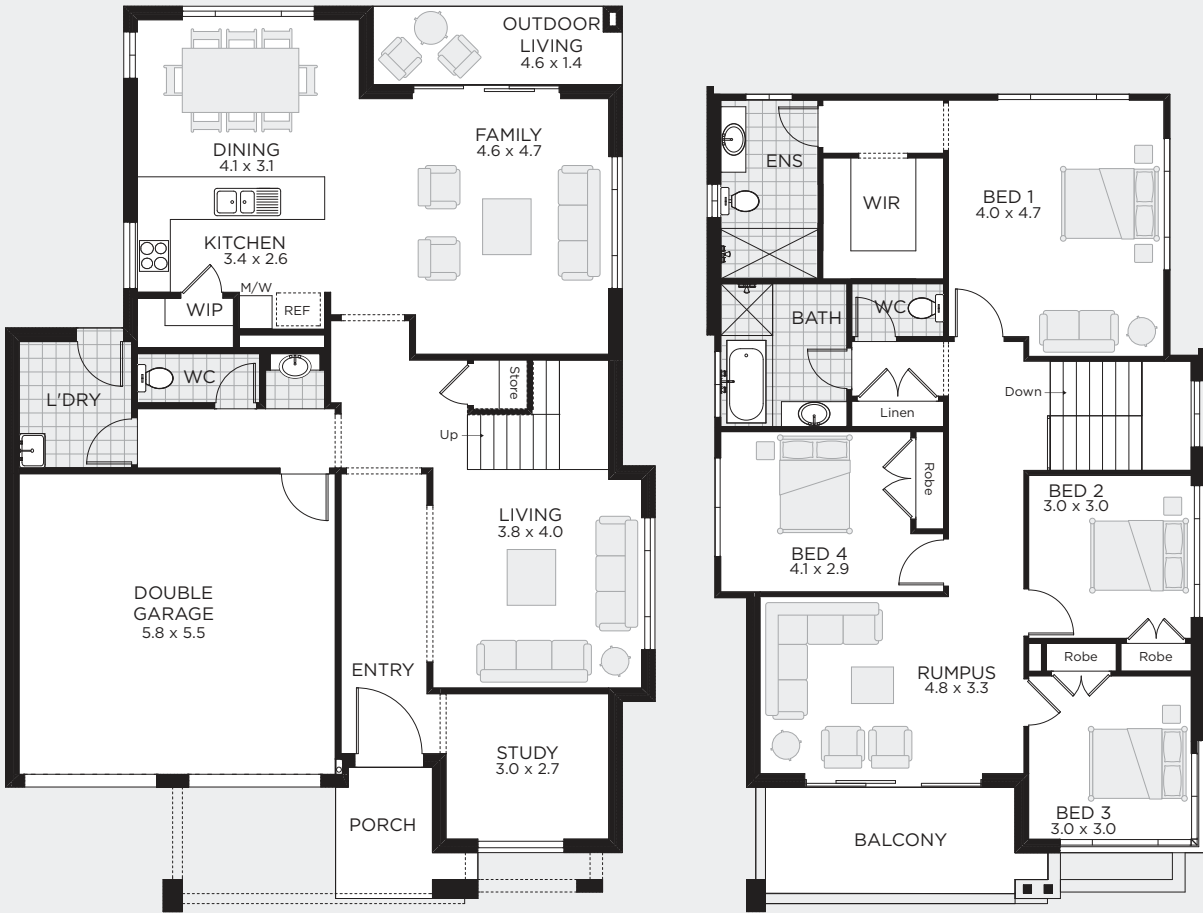 OUTDOOR
LIVING
4.6 x 1.4
DINING
4.1 x 3.1
FAMILY
4.6 x 4.7
KITCHEN
3.4 x 2.6
M/W
WIP
REF
WC
L'DRY
Store
Up
LIVING
3.8 x 4.0
DOUBLE
GARAGE
5.8 x 5.5
ENTRY
STUDY
3.0 x 2.7
PORCH
ENS
WIR
BED 1
4.0 x 4.7
BATH
WC
Linen
Down
Robe
BED 4
4.1 x 2.9
BED 2
3.0 x 3.0
Robe
Robe
RUMPUS
4.8 x 3.3
BED 3
3.0 x 3.0
BALCONY